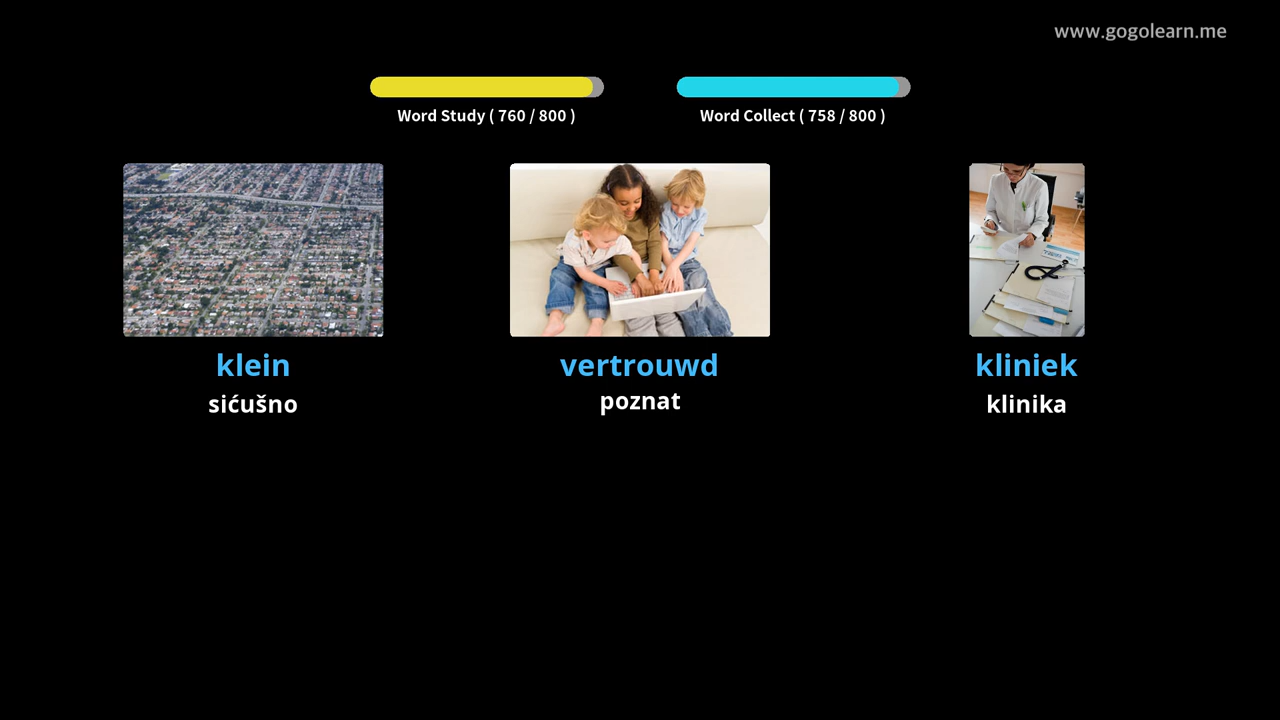 www.gogolearn.me
Word Study ( 760 / 800 )
Word Collect ( 758 / 800 )
klein
vertrouwd
kliniek
sićušno
poznat
klinika